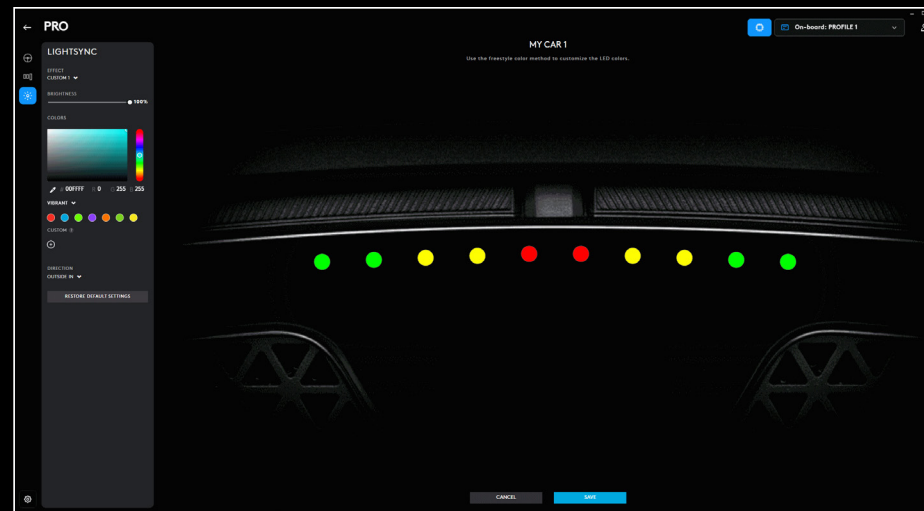 PRO
On-board: PROFILE 1
LIGHTSYNC
MY CAR 1
Use the freestyle color method to customize the LED colors.
EFFECT
CUSTOM 1
BRIGHTNESS
100%
COLORS
# 00FFFF R 0 G 255 B 255
VIBRANT
CUSTOM
DIRECTION
OUTSIDE IN
RESTORE DEFAULT SETTINGS
CANCEL
SAVE